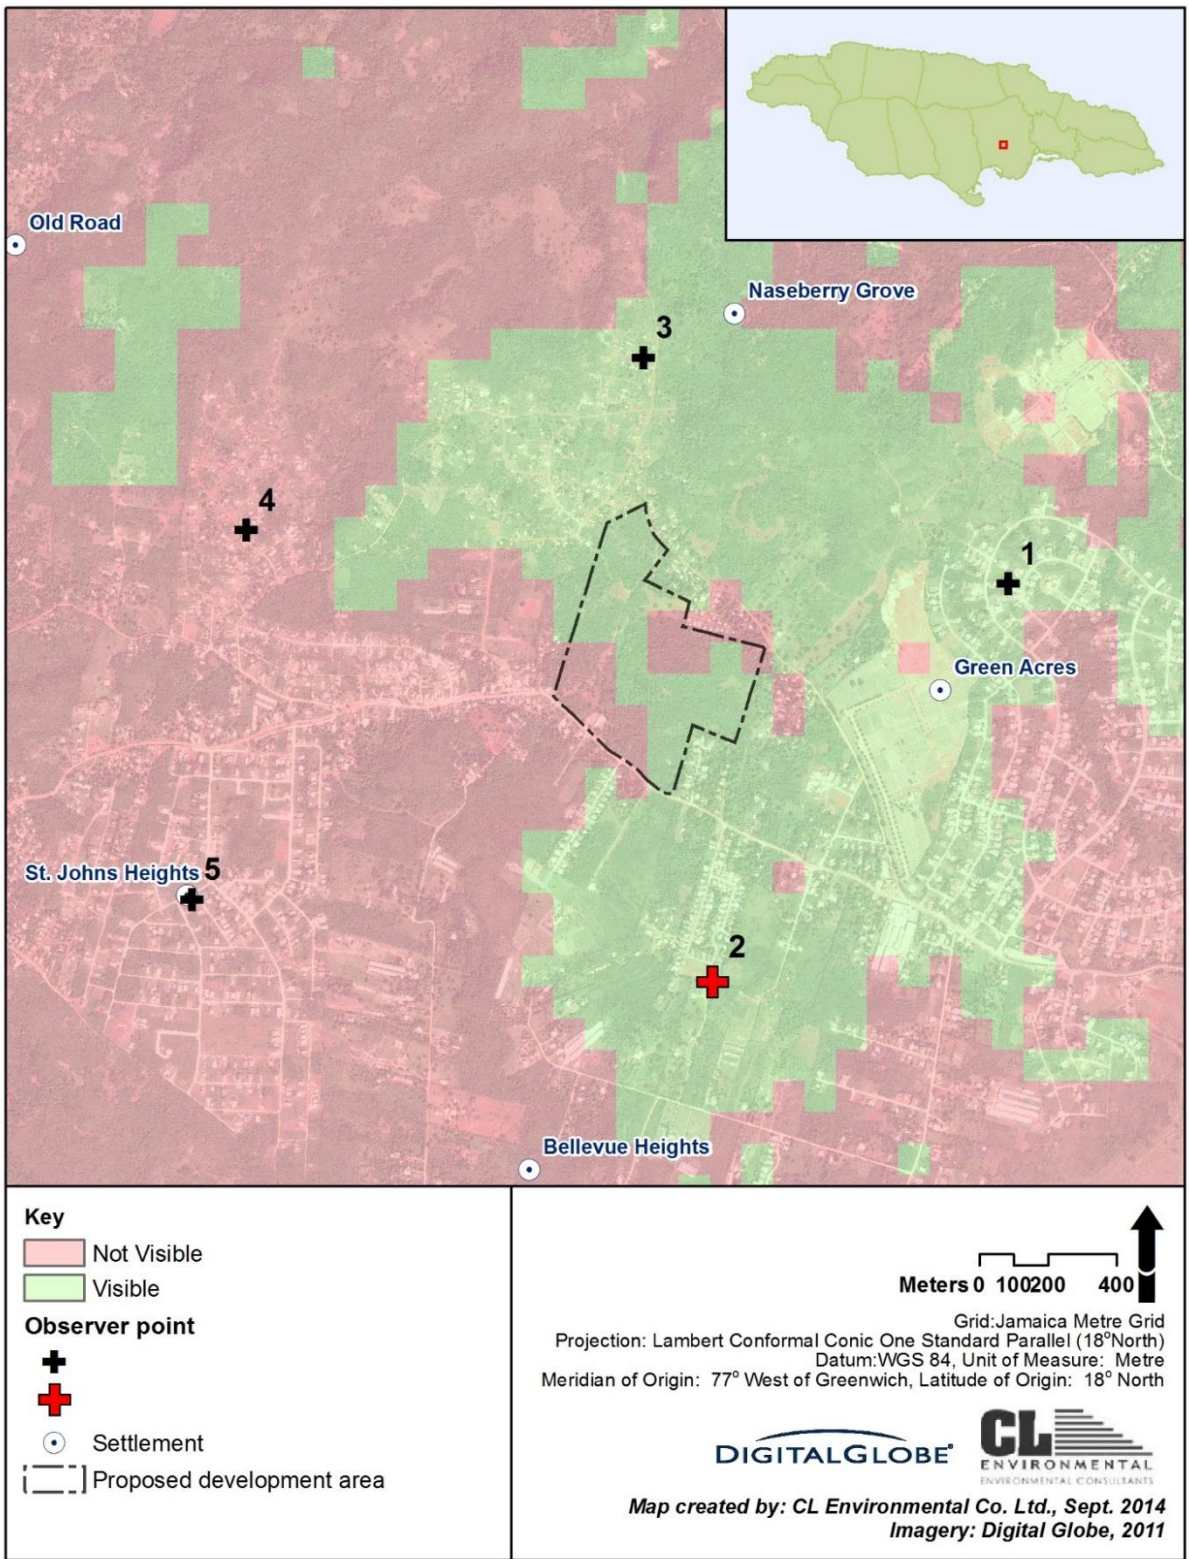 Old Road
Naseberry Grove
3
4
1
Green Acres
St. Johns Heights 5
2
Bellevue Heights
Key
Not Visible
Visible
Observer point
Settlement
Proposed development area
Meters 0 100200 400
Grid:Jamaica Metre Grid
Projection: Lambert Conformal Conic One Standard Parallel (18°North)
Datum:WGS 84, Unit of Measure: Metre
Meridian of Origin: 77° West of Greenwich, Latitude of Origin: 18° North
DIGITALGLOBE®
CL
ENVIRONMENTAL
ENVIRONMENTAL CONSULTANTS
Map created by: CL Environmental Co. Ltd., Sept. 2014
Imagery: Digital Globe, 2011